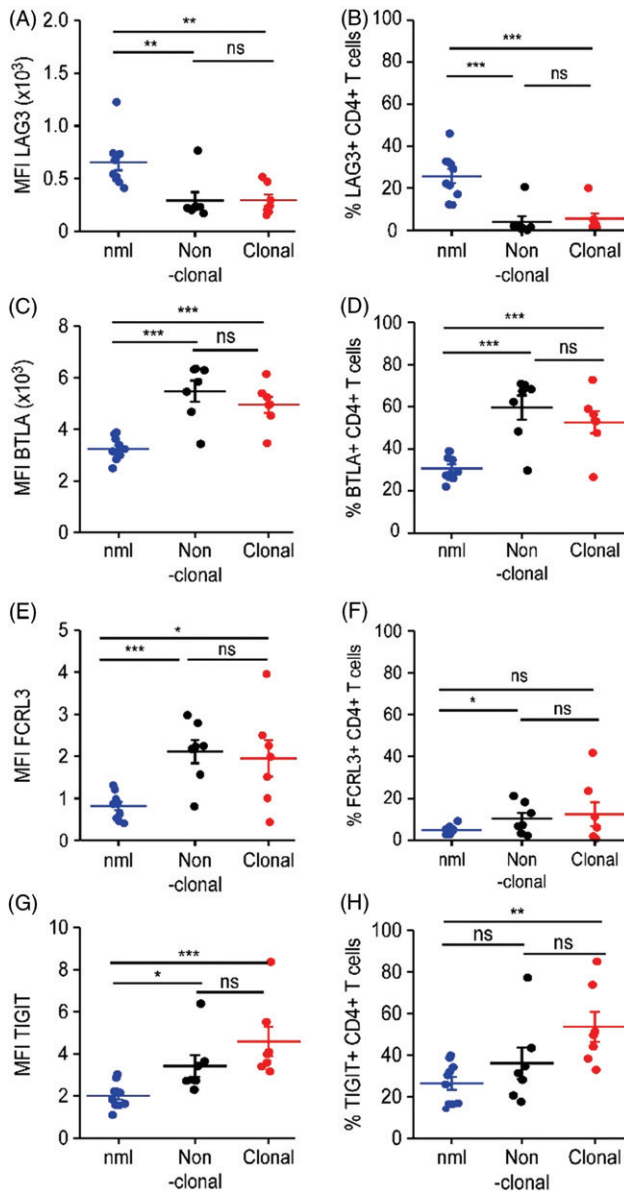 (A)
MFI LAG3 (x10³)
2.0
1.5
1.0
0.5
0.0
**
**
ns
nml
Non
-clonal
Clonal
(B)
% LAG3+ CD4+ T cells
100
80
60
40
20
0
***
***
ns
nml
Non
-clonal
Clonal
(C)
MFI BTLA (x10³)
8
6
4
2
0
***
***
ns
nml
Non
-clonal
Clonal
(D)
% BTLA+ CD4+ T cells
100
80
60
40
20
0
***
***
ns
nml
Non
-clonal
Clonal
(E)
MFI FCRL3
5
4
3
2
1
0
*
***
ns
nml
Non
-clonal
Clonal
(F)
% FCRL3+ CD4+ T cells
100
80
60
40
20
0
ns
*
ns
nml
Non
-clonal
Clonal
(G)
MFI TIGIT
10
8
6
4
2
0
***
*
ns
nml
Non
-clonal
Clonal
(H)
% TIGIT+ CD4+ T cells
100
80
60
40
20
0
**
ns
ns
nml
Non
-clonal
Clonal